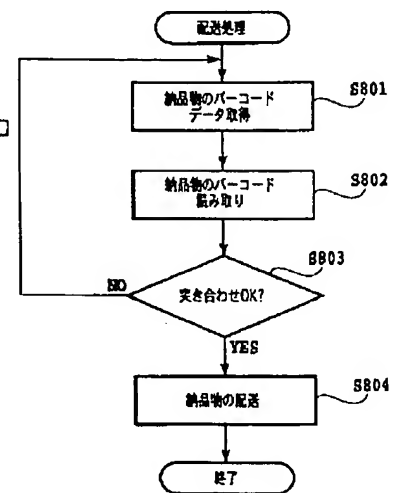 配送処理
納品物のバーコード
データ取得
S801
納品物のバーコード
読み取り
S802
S803
突き合わせOK?
NO
YES
納品物の配送
S804
終了